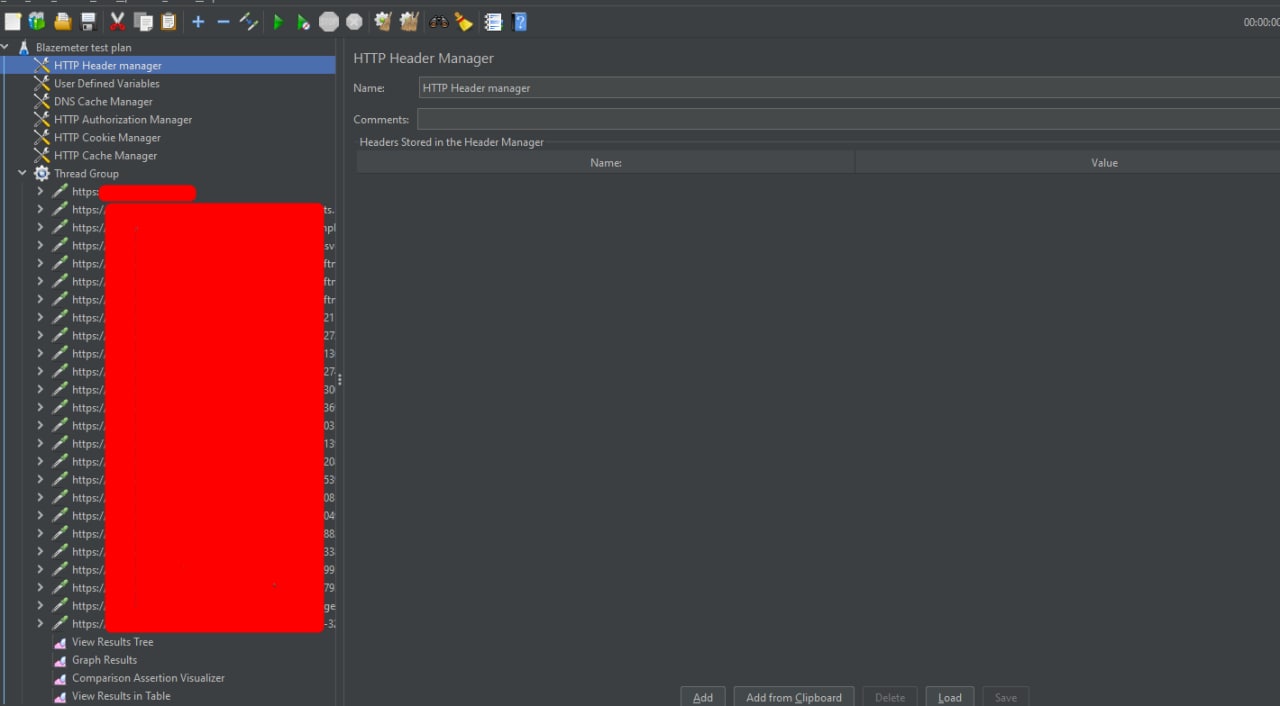 00:00:00
Blazemeter test plan
HTTP Header manager
User Defined Variables
DNS Cache Manager
HTTP Authorization Manager
HTTP Cookie Manager
HTTP Cache Manager
Thread Group
https:
https:/ ts.
https:/ npl
https:/ sv
https:/ ftr
https:/ ftr
https:/ ftr
https:/ 21
https:/ 27
https:/ 13
https:/ 27
https:/ 30
https:/ 36
https:/ 03
https:/ 13
https:/ 20
https:/ 53
https:/ 08
https:/ 04
https:/ 88
https:/ 33
https:/ 99
https:/ 79
https:/ ge
https:/ -32
View Results Tree
Graph Results
Comparison Assertion Visualizer
View Results in Table
HTTP Header Manager
Name: HTTP Header manager
Comments:
Headers Stored in the Header Manager
Name: Value
Add Add from Clipboard Delete Load Save